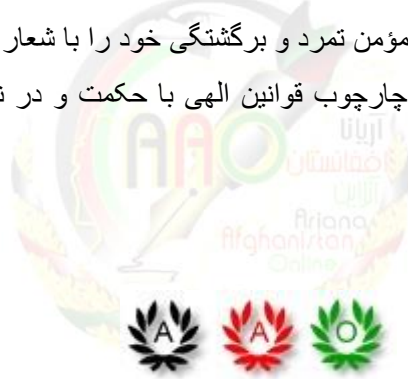 مؤمن تمرد و برگشتگی خود را با شعار
چارچوب قوانین الهی با حکمت و در ن
AAO
آریانا
افغانستان
آنلاین
Ariana
Afghanistan
Online
A A O